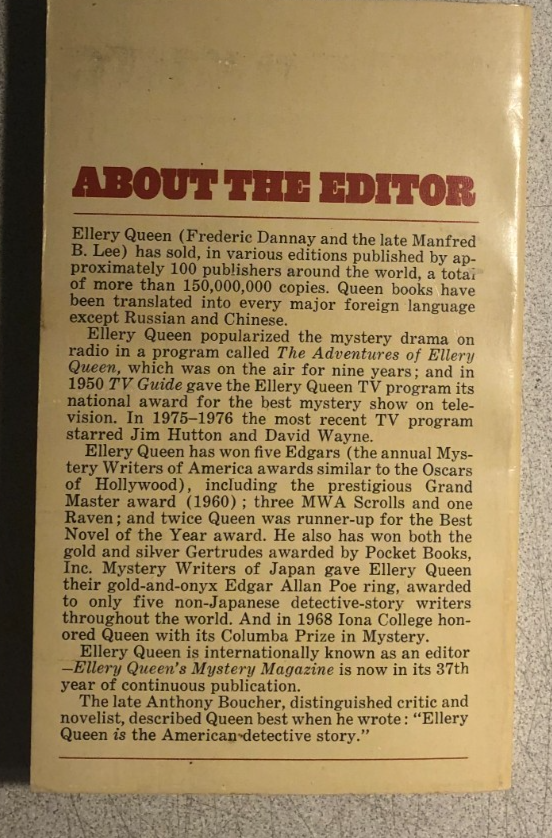 ABOUT THE EDITOR
Ellery Queen (Frederic Dannay and the late Manfred
B. Lee) has sold, in various editions published by ap-
proximately 100 publishers around the world, a total
of more than 150,000,000 copies. Queen books have
been translated into every major foreign language
except Russian and Chinese.
Ellery Queen popularized the mystery drama on
radio in a program called The Adventures of Ellery
Queen, which was on the air for nine years; and in
1950 TV Guide gave the Ellery Queen TV program its
national award for the best mystery show on tele-
vision. In 1975–1976 the most recent TV program
starred Jim Hutton and David Wayne.
Ellery Queen has won five Edgars (the annual Mys-
tery Writers of America awards similar to the Oscars
of Hollywood), including the prestigious Grand
Master award (1960); three MWA Scrolls and one
Raven; and twice Queen was runner-up for the Best
Novel of the Year award. He also has won both the
gold and silver Gertrudes awarded by Pocket Books,
Inc. Mystery Writers of Japan gave Ellery Queen
their gold-and-onyx Edgar Allan Poe ring, awarded
to only five non-Japanese detective-story writers
throughout the world. And in 1968 Iona College hon-
ored Queen with its Columba Prize in Mystery.
Ellery Queen is internationally known as an editor
—Ellery Queen's Mystery Magazine is now in its 37th
year of continuous publication.
The late Anthony Boucher, distinguished critic and
novelist, described Queen best when he wrote: "Ellery
Queen is the American detective story."